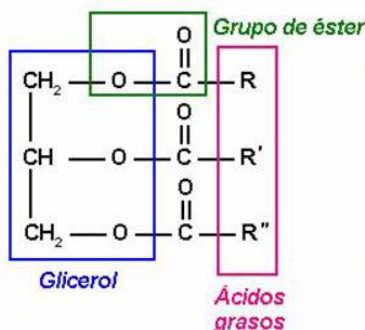 Grupo de éster
O
CH2 — O — C — R
O
CH — O — C — R'
O
CH2 — O — C — R"
Glicerol
Ácidos
grasos